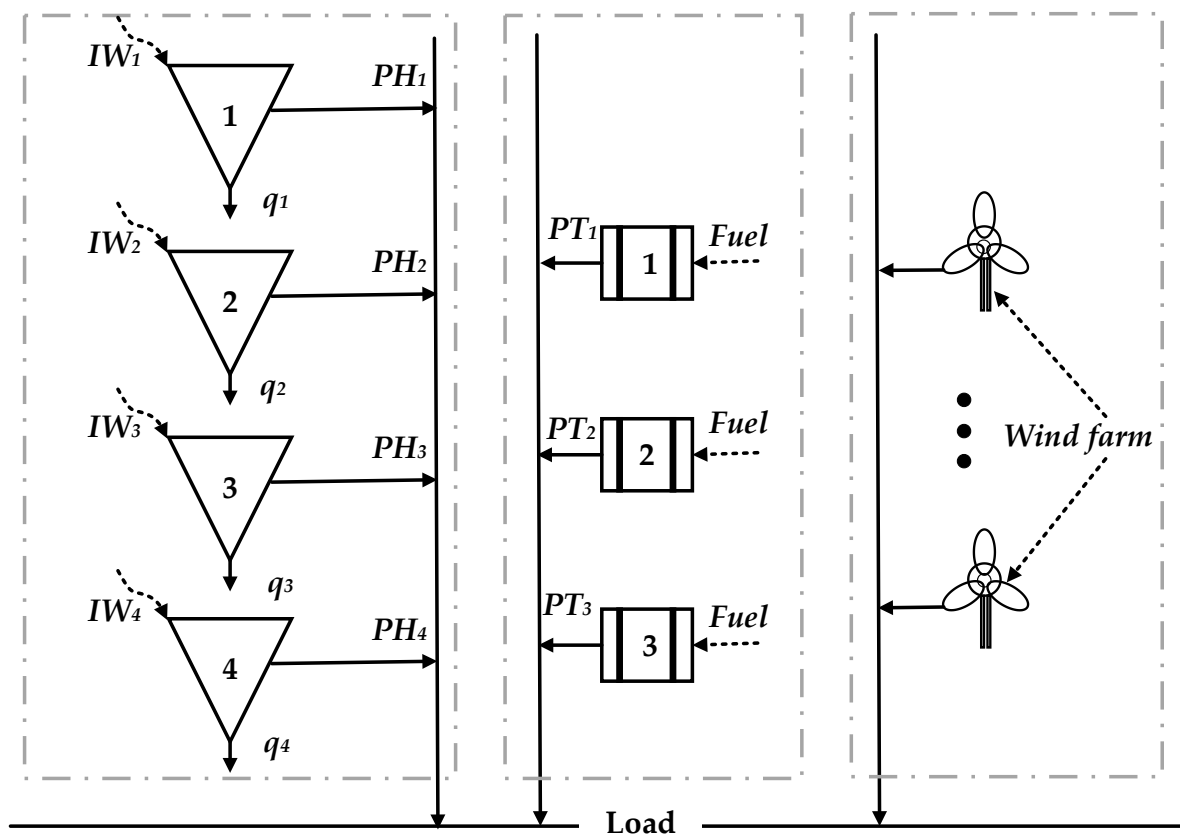 IW1
1
PH1
q1
IW2
2
PH2
q2
IW3
3
PH3
q3
IW4
4
PH4
q4
PT1
1
Fuel
PT2
2
Fuel
PT3
3
Fuel
Wind farm
Load